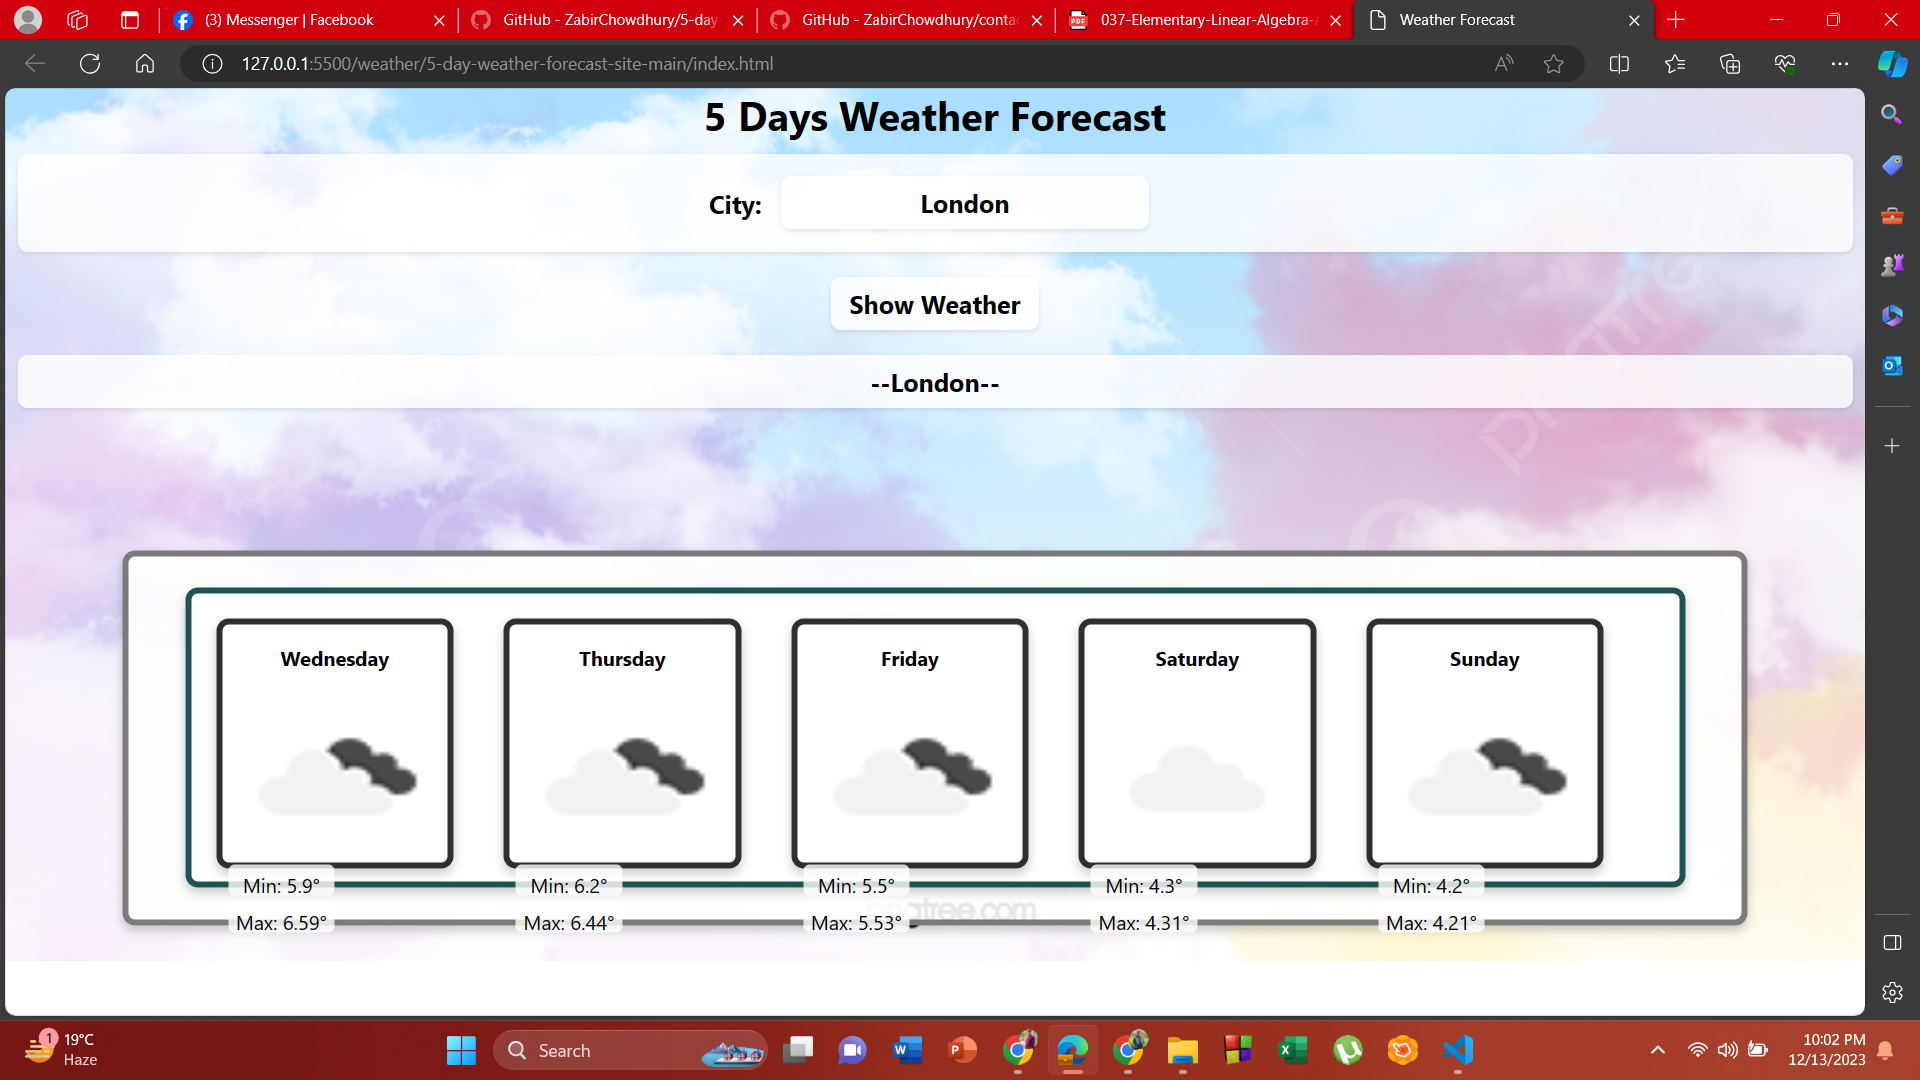 (3) Messenger | Facebook
GitHub - ZabirChowdhury/5-day-
GitHub - ZabirChowdhury/conta
037-Elementary-Linear-Algebra-
Weather Forecast
127.0.0.1:5500/weather/5-day-weather-forecast-site-main/index.html
5 Days Weather Forecast
City:
London
Show Weather
--London--
Wednesday
Thursday
Friday
Saturday
Sunday
Min: 5.9°
Min: 6.2°
Min: 5.5°
Min: 4.3°
Min: 4.2°
Max: 6.59°
Max: 6.44°
Max: 5.53°
Max: 4.31°
Max: 4.21°
1
19°C
Haze
Search
10:02 PM
12/13/2023